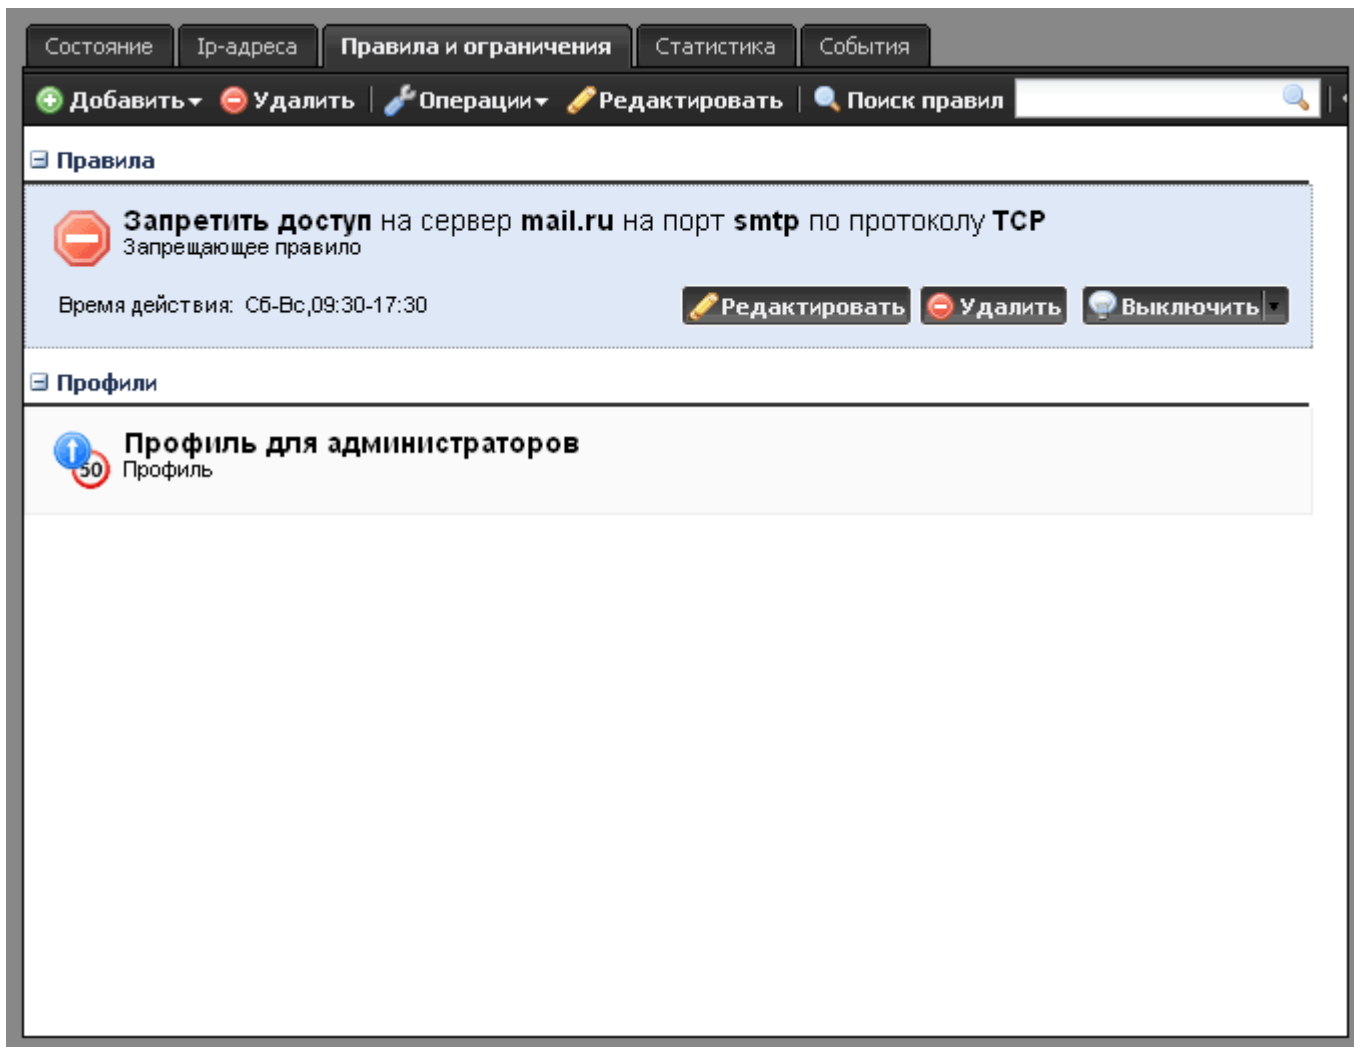 Состояние Ip-адреса Правила и ограничения Статистика События
Добавить Удалить Операции Редактировать Поиск правил
Правила
Запретить доступ на сервер mail.ru на порт smtp по протоколу TCP
Запрещающее правило
Время действия: Сб-Вс,09:30-17:30 Редактировать Удалить Выключить
Профили
Профиль для администраторов
50 Профиль